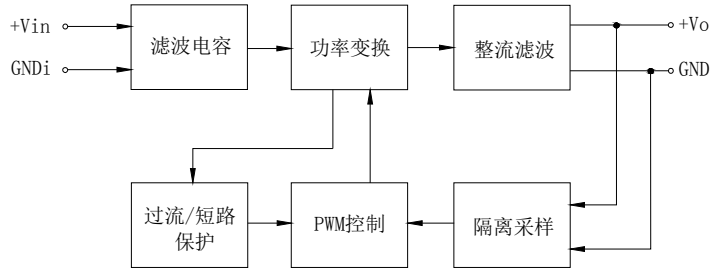 +Vin
GNDi
滤波电容
功率变换
整流滤波
+Vo
GND
过流/短路
保护
PWM控制
隔离采样